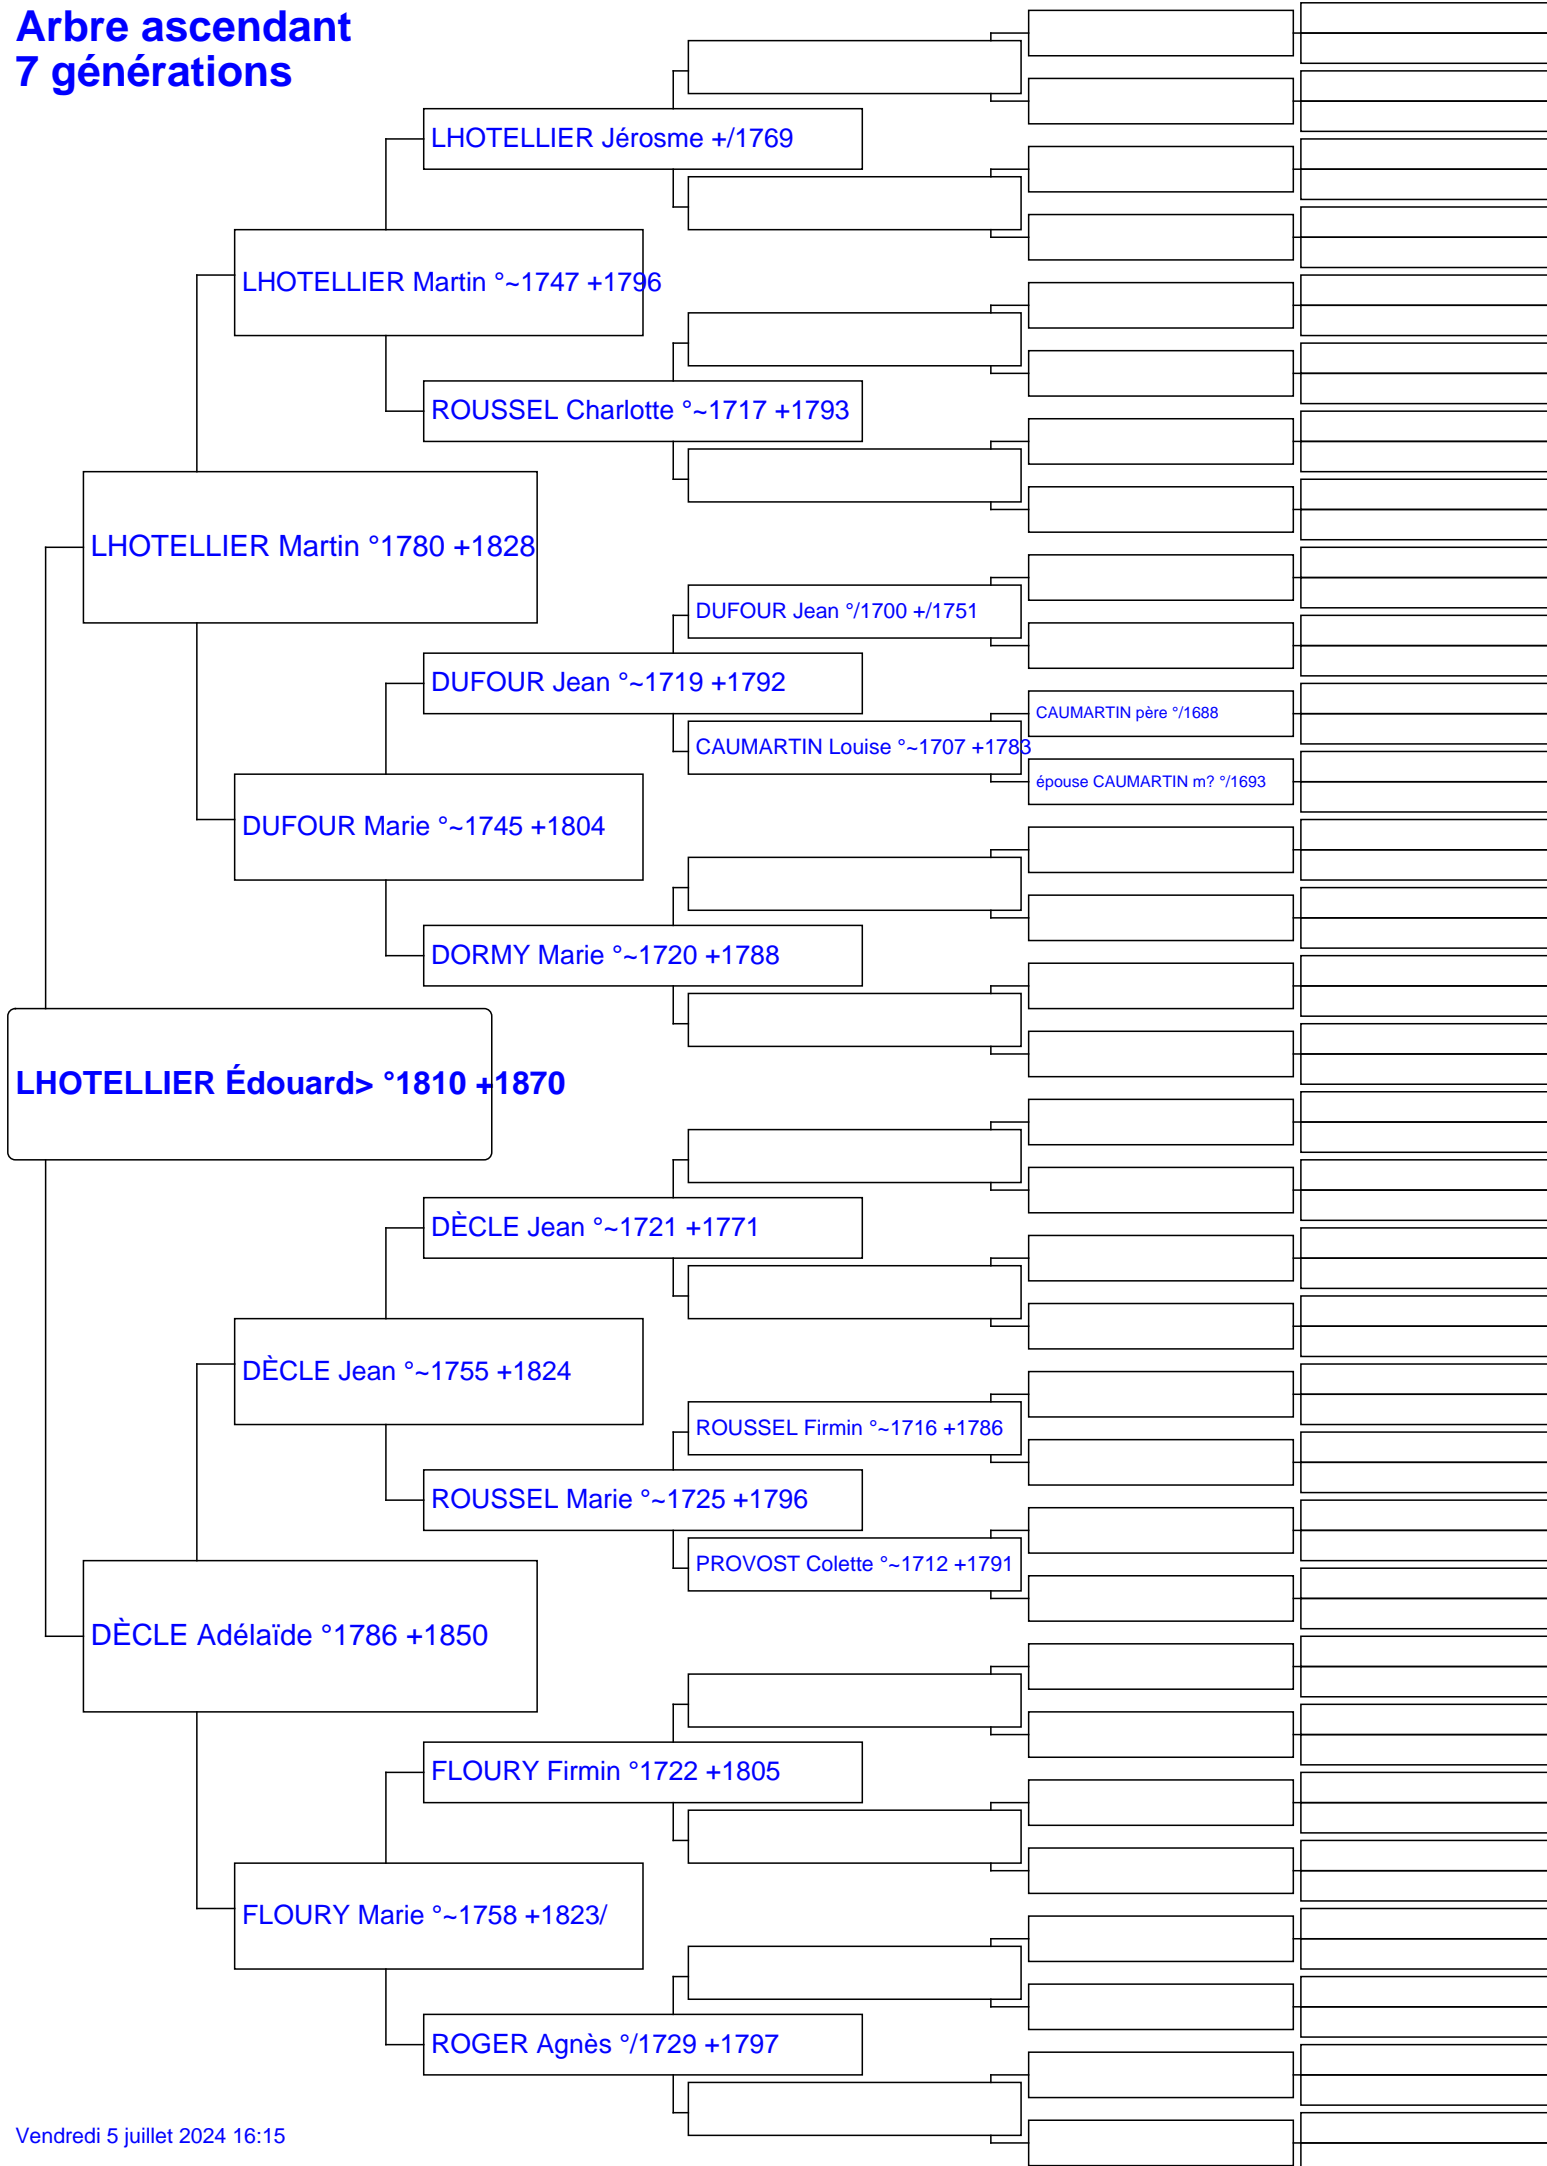 Arbre ascendant
7 générations
LHOTELLIER Jérosme +/1769
LHOTELLIER Martin °~1747 +1796
ROUSSEL Charlotte °~1717 +1793
LHOTELLIER Martin °1780 +1828
DUFOUR Jean °/1700 +/1751
DUFOUR Jean °~1719 +1792
CAUMARTIN père °/1688
CAUMARTIN Louise °~1707 +1783
épouse CAUMARTIN m? °/1693
DUFOUR Marie °~1745 +1804
DORMY Marie °~1720 +1788
LHOTELLIER Édouard> °1810 +1870
DÈCLE Jean °~1721 +1771
DÈCLE Jean °~1755 +1824
ROUSSEL Firmin °~1716 +1786
ROUSSEL Marie °~1725 +1796
PROVOST Colette °~1712 +1791
DÈCLE Adélaïde °1786 +1850
FLOURY Firmin °1722 +1805
FLOURY Marie °~1758 +1823/
ROGER Agnès °/1729 +1797
Vendredi 5 juillet 2024 16:15